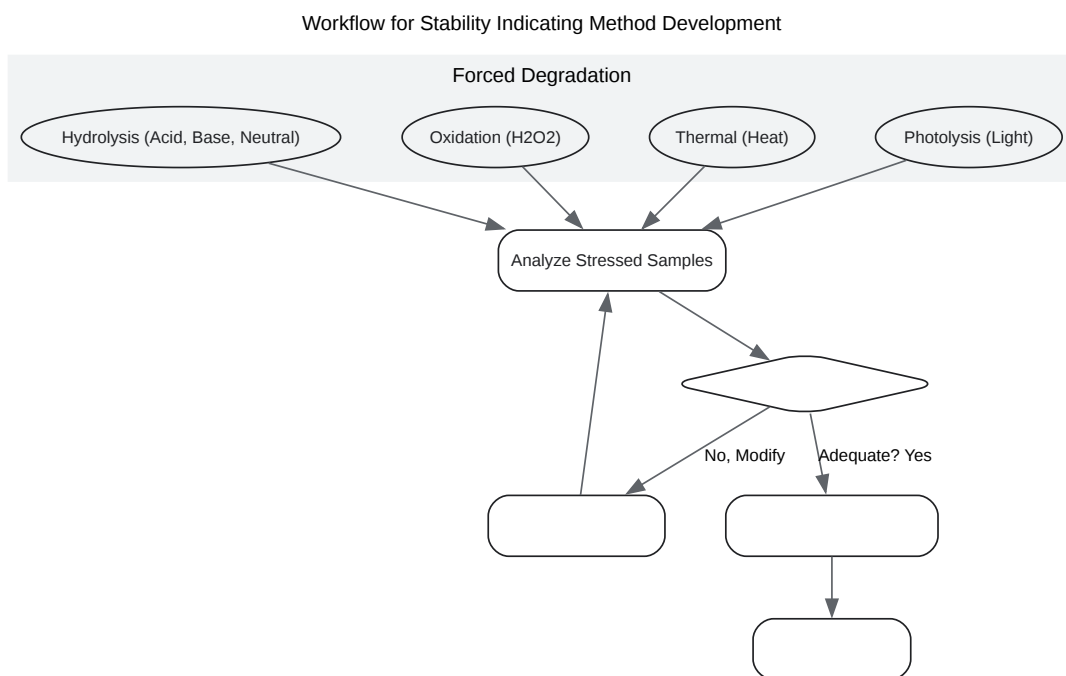 Workflow for Stability Indicating Method Development
Forced Degradation
Hydrolysis (Acid, Base, Neutral)
Oxidation (H2O2)
Thermal (Heat)
Photolysis (Light)
Analyze Stressed Samples
No, Modify
Adequate? Yes